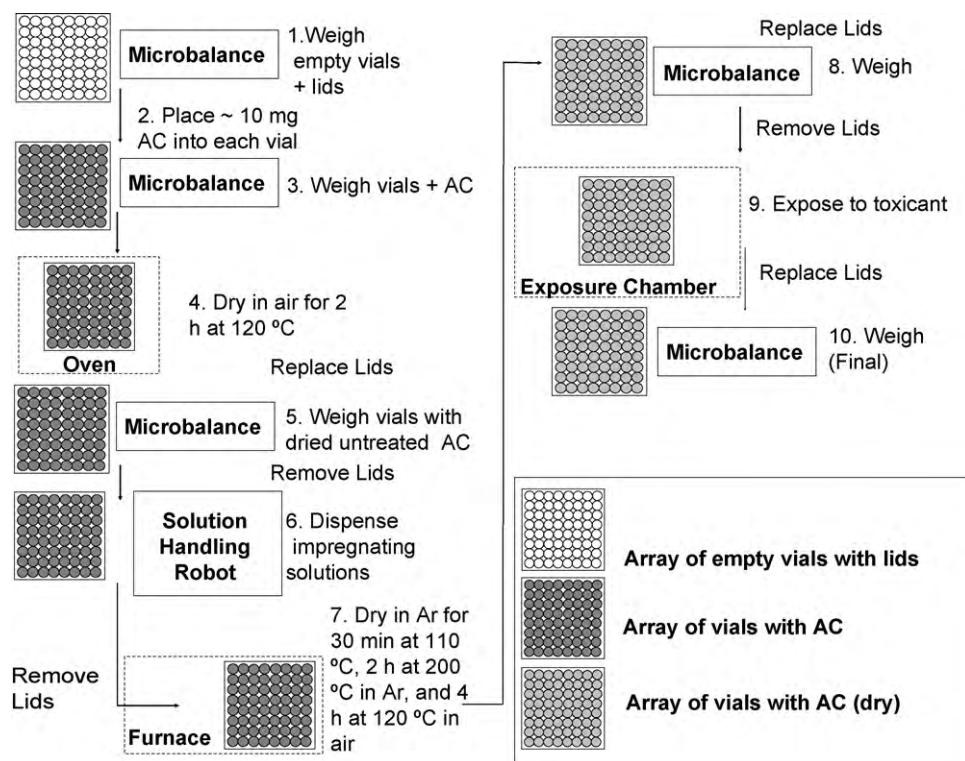 Microbalance
1.Weigh
empty vials
+ lids
2. Place ~ 10 mg
AC into each vial
Microbalance
3. Weigh vials + AC
4. Dry in air for 2
h at 120 ºC
Oven
Replace Lids
Microbalance
5. Weigh vials with
dried untreated AC
Remove Lids
Solution
Handling
Robot
6. Dispense
impregnating
solutions
Remove
Lids
Furnace
7. Dry in Ar for
30 min at 110
ºC, 2 h at 200
ºC in Ar, and 4
h at 120 ºC in
air
Replace Lids
Microbalance
8. Weigh
Remove Lids
9. Expose to toxicant
Exposure Chamber
Replace Lids
Microbalance
10. Weigh
(Final)
Array of empty vials with lids
Array of vials with AC
Array of vials with AC (dry)